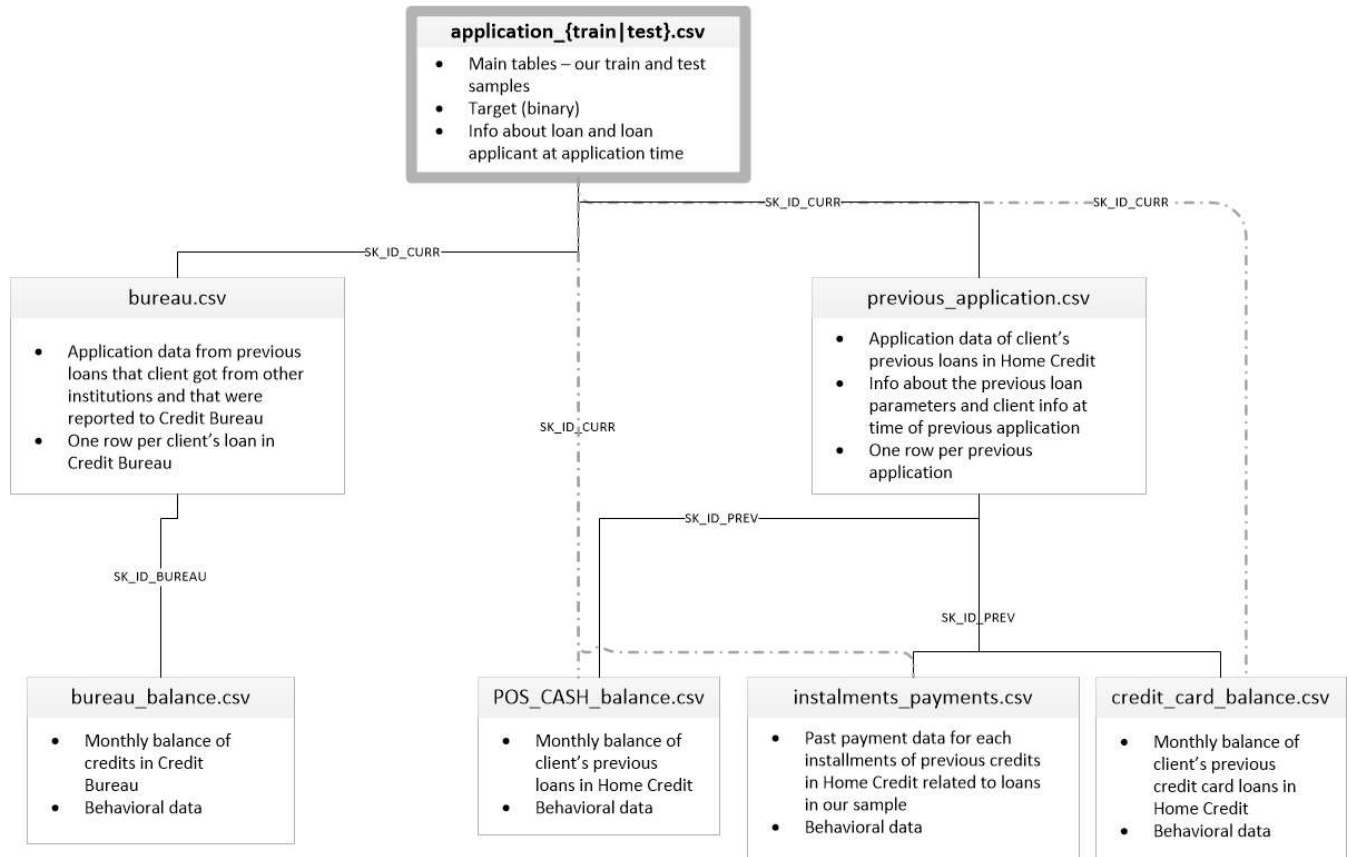 application_{train|test}.csv
• Main tables – our train and test
samples
• Target (binary)
• Info about loan and loan
applicant at application time
SK_ID_CURR
SK_ID_CURR
SK_ID_CURR
bureau.csv
• Application data from previous
loans that client got from other
institutions and that were
reported to Credit Bureau
• One row per client's loan in
Credit Bureau
previous_application.csv
• Application data of client's
previous loans in Home Credit
• Info about the previous loan
parameters and client info at
time of previous application
• One row per previous
application
SK_ID_CURR
SK_ID_PREV
SK_ID_BUREAU
SK_ID_PREV
bureau_balance.csv
• Monthly balance of
credits in Credit
Bureau
• Behavioral data
POS_CASH_balance.csv
• Monthly balance of
client's previous
loans in Home Credit
• Behavioral data
instalments_payments.csv
• Past payment data for each
installments of previous credits
in Home Credit related to loans
in our sample
• Behavioral data
credit_card_balance.csv
• Monthly balance of
client's previous
credit card loans in
Home Credit
• Behavioral data